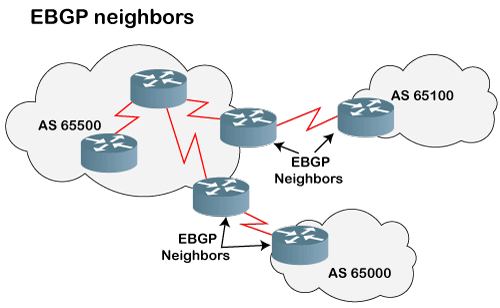 EBGP neighbors
AS 65500
AS 65100
EBGP
Neighbors
EBGP
Neighbors
AS 65000